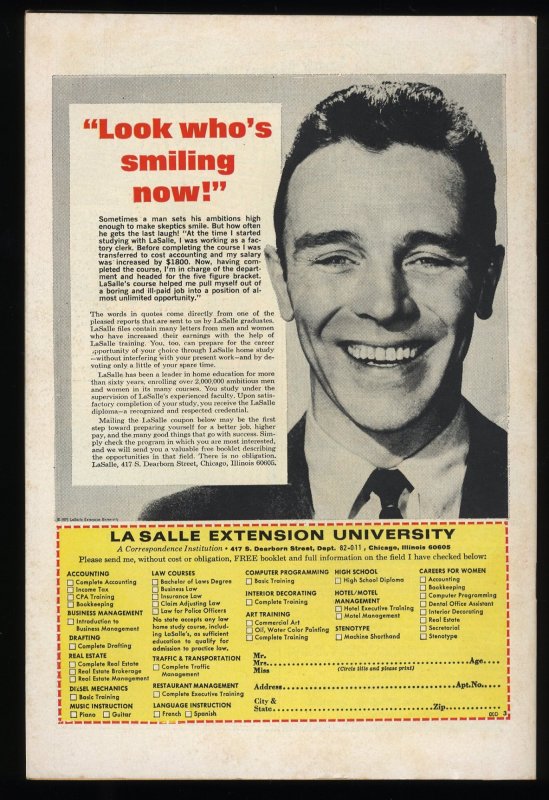 “Look who’s
smiling
now!”
Sometimes a man sets his ambitions high
enough to make skeptics smile. But how often
he gets the last laugh! “At the time I started
studying with LaSalle, I was working as a fac-
tory clerk. Before completing the course I was
transferred to cost accounting and my salary
was increased by $1800. Now, having com-
pleted the course, I’m in charge of the depart-
ment and headed for the five figure bracket.
LaSalle’s course helped me pull myself out of
a boring and ill-paid job into a position of al-
most unlimited opportunity.”
The words in quotes come directly from one of the
pleased reports that are sent to us by LaSalle graduates.
LaSalle files contain many letters from men and women
who have increased their earnings with the help of
LaSalle training. You, too, can prepare for the career
opportunity of your choice through LaSalle home study
—without interfering with your present work—and by de-
voting only a little of your spare time.
LaSalle has been a leader in home education for more
than sixty years, enrolling over 2,000,000 ambitious men
and women in its many courses. You study under the
supervision of LaSalle’s experienced faculty. Upon satis-
factory completion of your study, you receive the LaSalle
diploma—a recognized and respected credential.
Mailing the LaSalle coupon below may be the first
step toward preparing yourself for a better job, higher
pay, and the many good things that go with success. Sim-
ply check the program in which you are most interested,
and we will send you a valuable free booklet describing
the opportunities in that field. There is no obligation.
LaSalle, 417 S. Dearborn Street, Chicago, Illinois 60605.
LaSalle Extension University
LA SALLE EXTENSION UNIVERSITY
A Correspondence Institution • 417 S. Dearborn Street, Dept. 82-011, Chicago, Illinois 60605
Please send me, without cost or obligation, FREE booklet and full information on the field I have checked below:
ACCOUNTING
Complete Accounting
Income Tax
CPA Training
Bookkeeping
BUSINESS MANAGEMENT
Introduction to
Business Management
DRAFTING
Complete Drafting
REAL ESTATE
Complete Real Estate
Real Estate Brokerage
Real Estate Management
DIESEL MECHANICS
Basic Training
MUSIC INSTRUCTION
Piano Guitar
LAW COURSES
Bachelor of Laws Degree
Business Law
Insurance Law
Claim Adjusting Law
Law for Police Officers
No state accepts any law
home study course, includ-
ing LaSalle’s, as sufficient
education to qualify for
admission to practice law.
TRAFFIC & TRANSPORTATION
Complete Traffic
Management
RESTAURANT MANAGEMENT
Complete Executive Training
LANGUAGE INSTRUCTION
French Spanish
COMPUTER PROGRAMMING
Basic Training
INTERIOR DECORATING
Complete Training
ART TRAINING
Commercial Art
Oil, Water Color Painting
Complete Training
HIGH SCHOOL
High School Diploma
HOTEL/MOTEL
MANAGEMENT
Hotel Executive Training
Motel Management
STENOTYPE
Machine Shorthand
CAREERS FOR WOMEN
Accounting
Bookkeeping
Computer Programming
Dental Office Assistant
Interior Decorating
Real Estate
Secretarial
Stenotype
Mr.
Mrs. Age
Miss (Circle title and please print)
Address Apt.No.
City &
State Zip
3